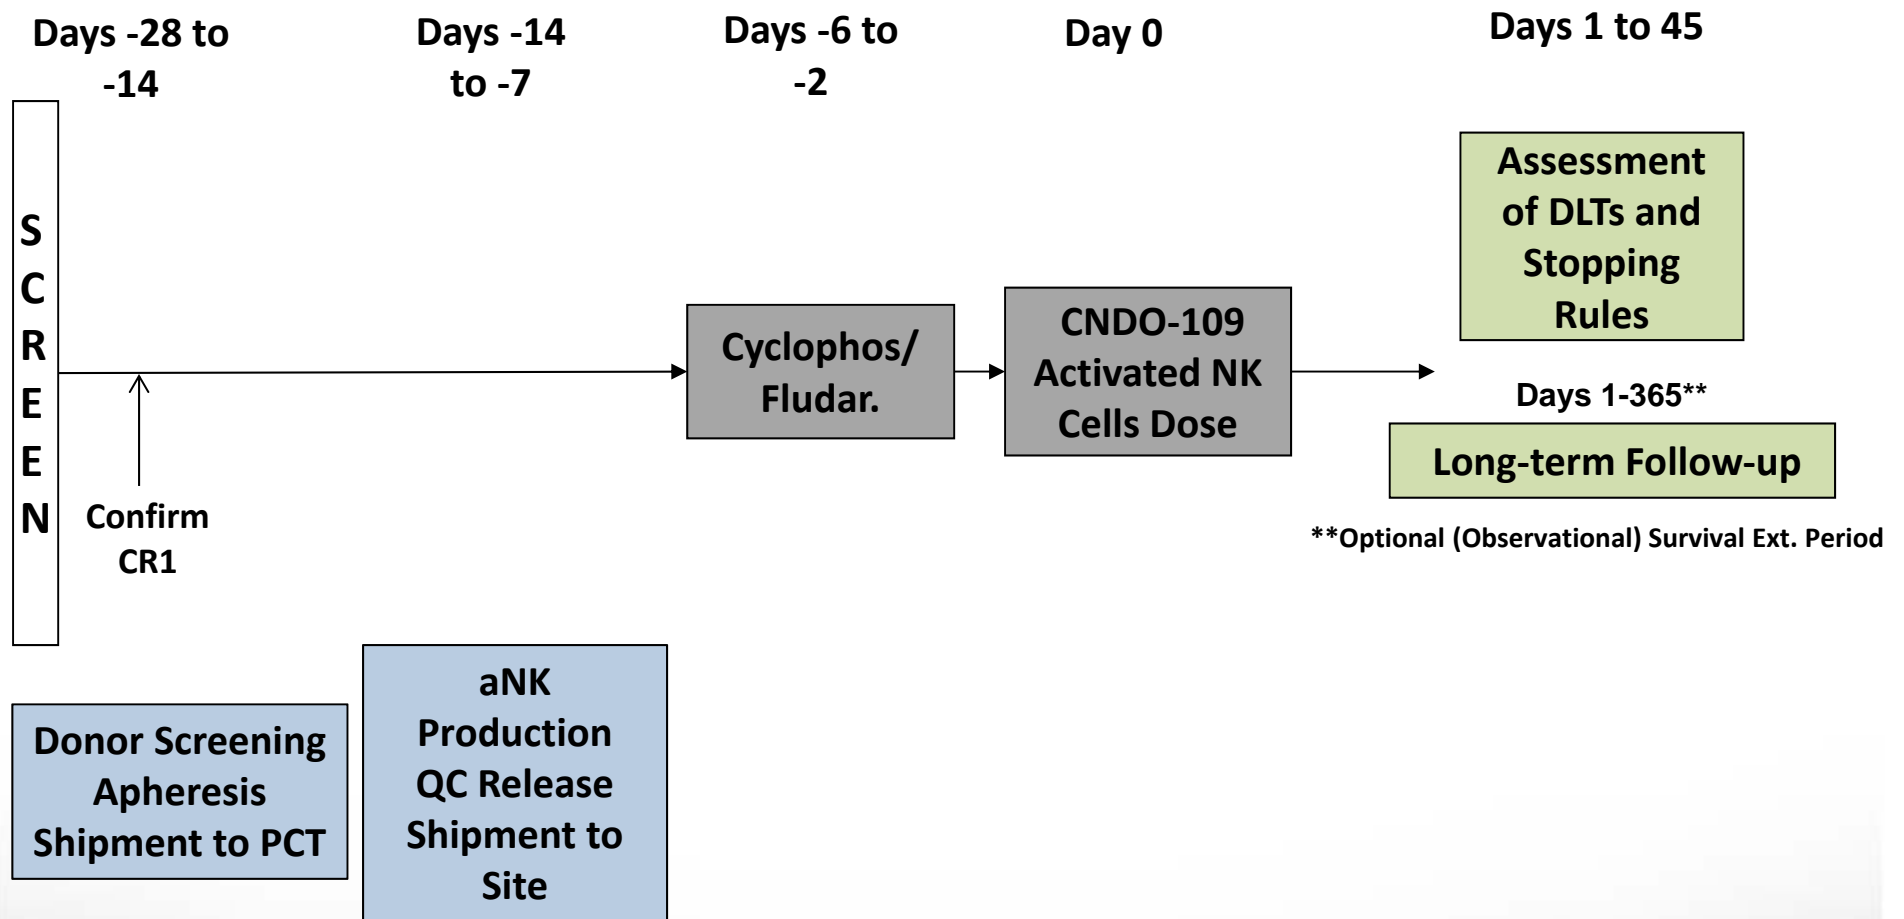 Days -28 to
-14
Days -14
to -7
Days -6 to
-2
Day 0
Days 1 to 45
S
C
R
E
E
N
Confirm
CR1
Cyclophos/
Fludar.
CNDO-109
Activated NK
Cells Dose
Assessment
of DLTs and
Stopping
Rules
Days 1-365**
Long-term Follow-up
**Optional (Observational) Survival Ext. Period
Donor Screening
Apheresis
Shipment to PCT
aNK
Production
QC Release
Shipment to
Site